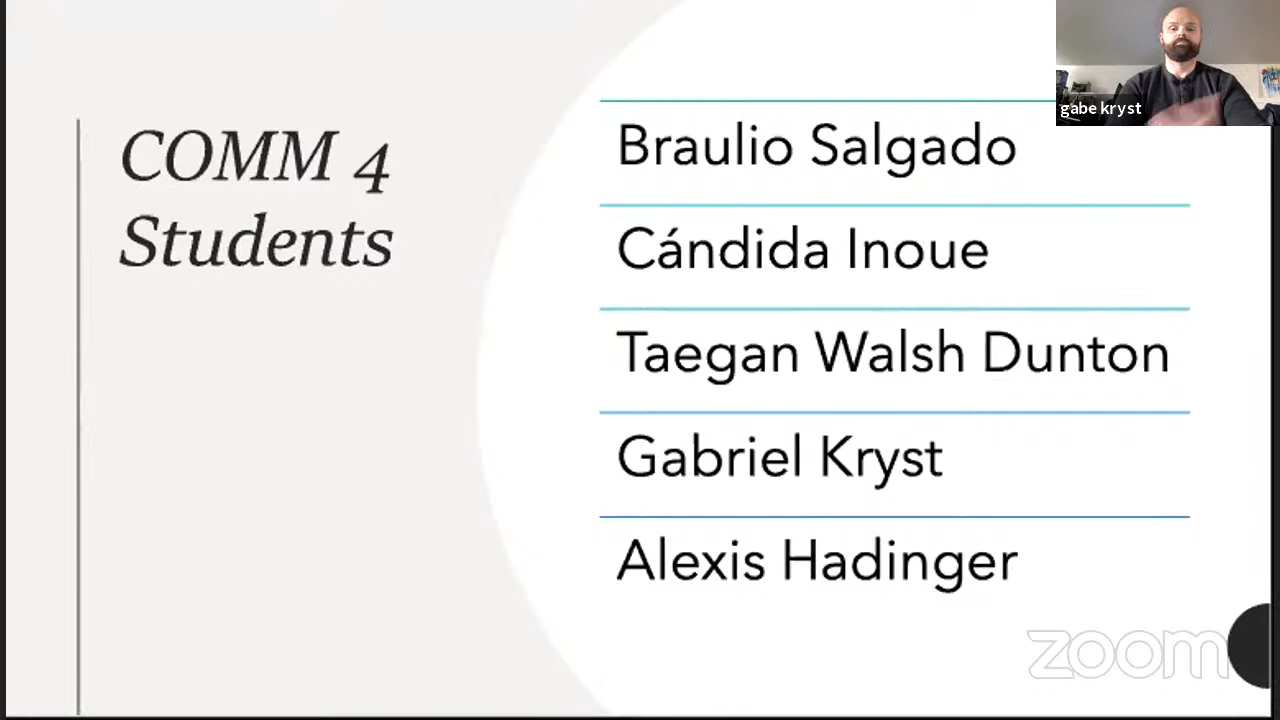 COMM 4
Students
Braulio Salgado
Cándida Inoue
Taegan Walsh Dunton
Gabriel Kryst
Alexis Hadinger
gabe kryst
zoom